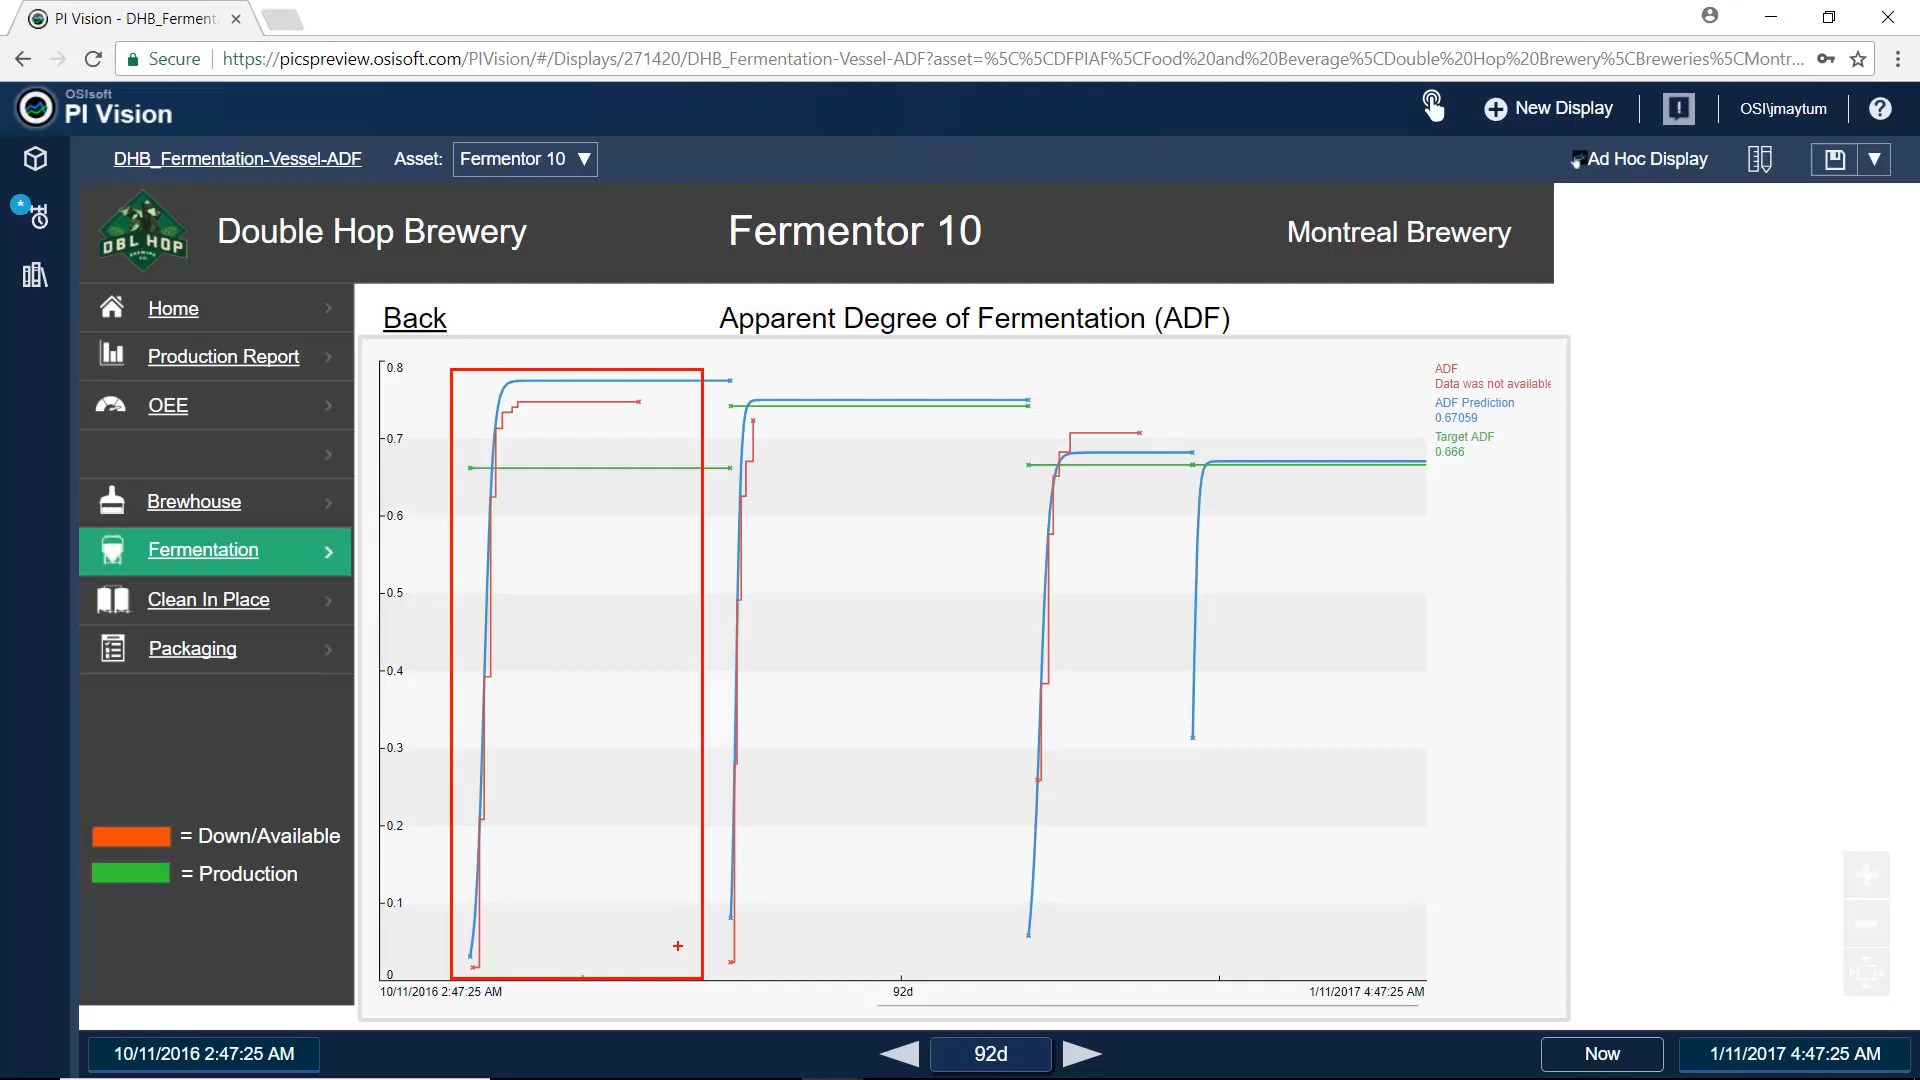 PI Vision - DHB_Ferment
Secure
https://picspreview.osisoft.com/PIVision/#/Displays/271420/DHB_Fermentation-Vessel-ADF?asset=%5C%5CDFPIAF%5CFood%20and%20Beverage%5CDouble%20Hop%20Brewery%5CBreweries%5CMontr...
OSIsoft
PI Vision
New Display
OSI\jmaytum
DHB_Fermentation-Vessel-ADF
Asset:
Fermentor 10
Ad Hoc Display
DBL HOP
BREWING
CO.
Double Hop Brewery
Fermentor 10
Montreal Brewery
Home
Production Report
OEE
Brewhouse
Fermentation
Clean In Place
Packaging
= Down/Available
= Production
Back
Apparent Degree of Fermentation (ADF)
0.8
0.7
0.6
0.5
0.4
0.3
0.2
0.1
0
10/11/2016 2:47:25 AM
92d
1/11/2017 4:47:25 AM
ADF
Data was not available
ADF Prediction
0.67059
Target ADF
0.666
10/11/2016 2:47:25 AM
92d
Now
1/11/2017 4:47:25 AM